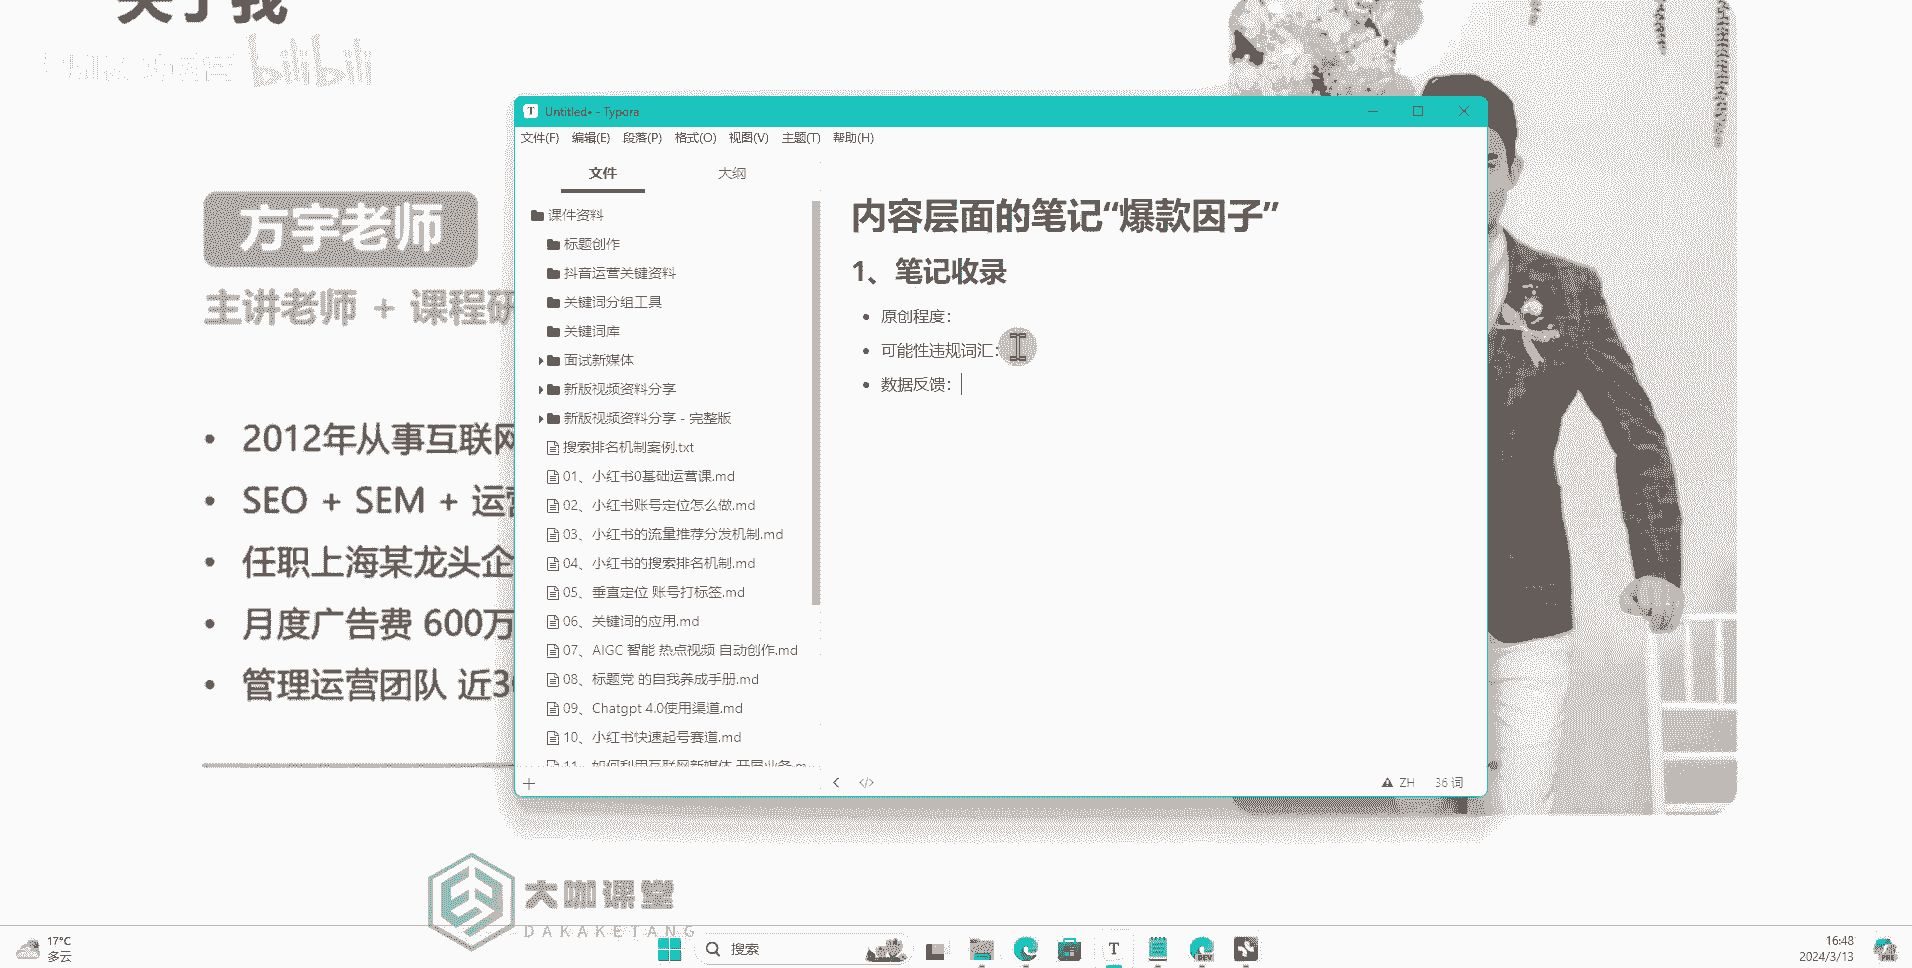 关于我
bilibili
方宇老师
主讲老师 + 课程研
2012年从事互联网
SEO + SEM + 运营
任职上海某龙头企
月度广告费 600万
管理运营团队 近3
Untitled• - Typora
文件(F) 编辑(E) 段落(P) 格式(O) 视图(V) 主题(T) 帮助(H)
文件 大纲
课件资料
标题创作
抖音运营关键资料
关键词分组工具
关键词库
面试新媒体
新版视频资料分享
新版视频资料分享 - 完整版
搜索排名机制案例.txt
01、小红书0基础运营课.md
02、小红书账号定位怎么做.md
03、小红书的流量推荐分发机制.md
04、小红书的搜索排名机制.md
05、垂直定位 账号打标签.md
06、关键词的应用.md
07、AIGC 智能 热点视频 自动创作.md
08、标题党 的自我养成手册.md
09、Chatgpt 4.0使用渠道.md
10、小红书快速起号赛道.md
11、如何利用互联网新媒体 开展业务.m
内容层面的笔记“爆款因子”
1、笔记收录
原创程度：
可能性违规词汇：
数据反馈：
ZH 36 词
大咖课堂
DAKAKETANG
17°C
多云
搜索
16:48
2024/3/13